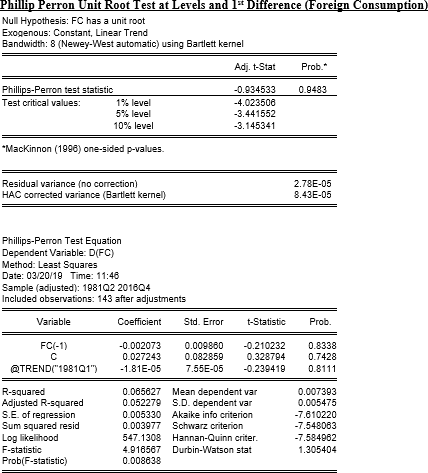 Phillip Perron Unit Root Test at Levels and 1st Difference (Foreign Consumption)
Null Hypothesis: FC has a unit root
Exogenous: Constant, Linear Trend
Bandwidth: 8 (Newey-West automatic) using Bartlett kernel
Adj. t-Stat Prob.*
Phillips-Perron test statistic -0.934533 0.9483
Test critical values: 1% level -4.023506
5% level -3.441552
10% level -3.145341
*MacKinnon (1996) one-sided p-values.
Residual variance (no correction) 2.78E-05
HAC corrected variance (Bartlett kernel) 8.43E-05
Phillips-Perron Test Equation
Dependent Variable: D(FC)
Method: Least Squares
Date: 03/20/19 Time: 11:46
Sample (adjusted): 1981Q2 2016Q4
Included observations: 143 after adjustments
Variable Coefficient Std. Error t-Statistic Prob.
FC(-1) -0.002073 0.009860 -0.210232 0.8338
C 0.027243 0.082859 0.328794 0.7428
@TREND("1981Q1") -1.81E-05 7.55E-05 -0.239419 0.8111
R-squared 0.065627 Mean dependent var 0.007393
Adjusted R-squared 0.052279 S.D. dependent var 0.005475
S.E. of regression 0.005330 Akaike info criterion -7.610220
Sum squared resid 0.003977 Schwarz criterion -7.548063
Log likelihood 547.1308 Hannan-Quinn criter. -7.584962
F-statistic 4.916567 Durbin-Watson stat 1.305404
Prob(F-statistic) 0.008638